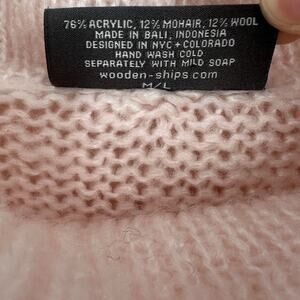 76% ACRYLIC, 12% MOHAIR, 12% WOOL
MADE IN BALI, INDONESIA
DESIGNED IN NYC + COLORADO
HAND WASH COLD
SEPARATELY WITH MILD SOAP
wooden-ships.com
M/L